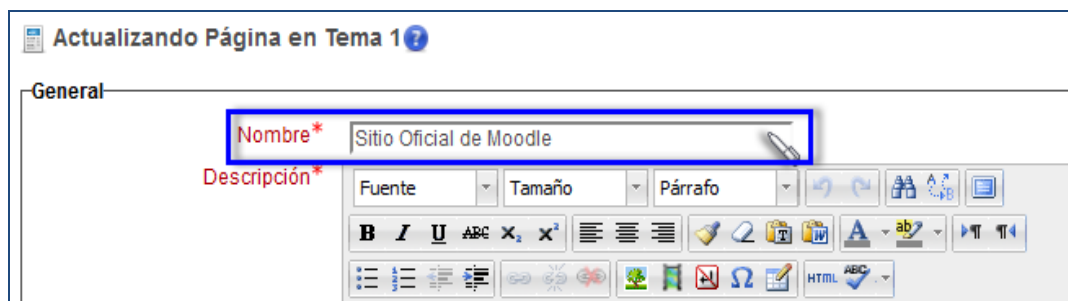 Actualizando Página en Tema 1
General
Nombre* Sitio Oficial de Moodle
Descripción*
Fuente Tamaño Párrafo
B I U ABC X₂ X²
HTML ABC